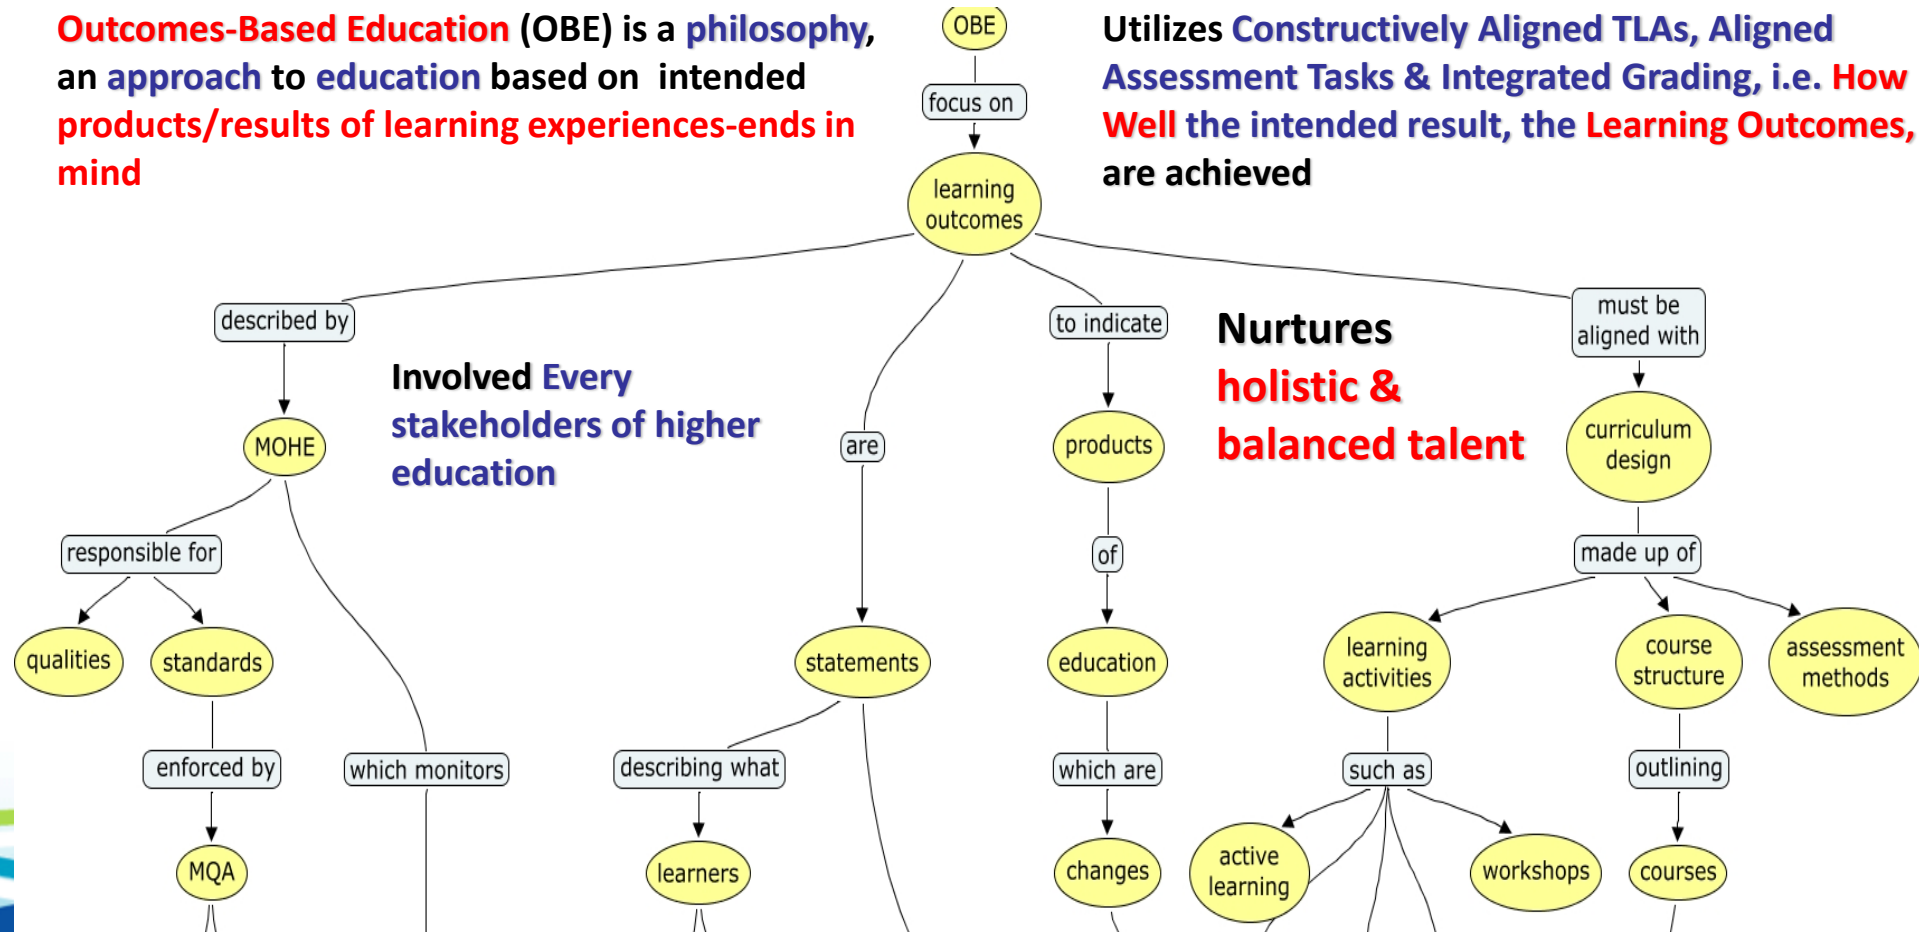 Outcomes-Based Education (OBE) is a philosophy,
an approach to education based on intended
products/results of learning experiences-ends in
mind
OBE
Utilizes Constructively Aligned TLAs, Aligned
Assessment Tasks & Integrated Grading, i.e. How
Well the intended result, the Learning Outcomes,
are achieved
focus on
learning
outcomes
described by
to indicate
must be
aligned with
Nurtures
holistic &
balanced talent
Involved Every
stakeholders of higher
education
MOHE
are
products
curriculum
design
responsible for
of
made up of
qualities
standards
statements
education
learning
activities
course
structure
assessment
methods
enforced by
which monitors
describing what
which are
such as
outlining
MQA
learners
changes
active
learning
workshops
courses